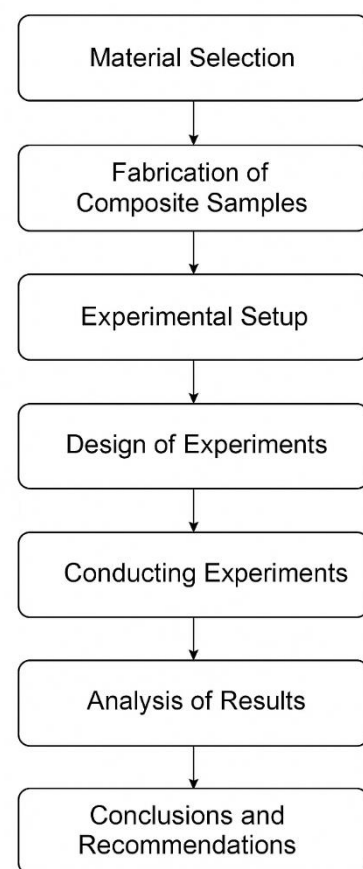 Material Selection
Fabrication of
Composite Samples
Experimental Setup
Design of Experiments
Conducting Experiments
Analysis of Results
Conclusions and
Recommendations